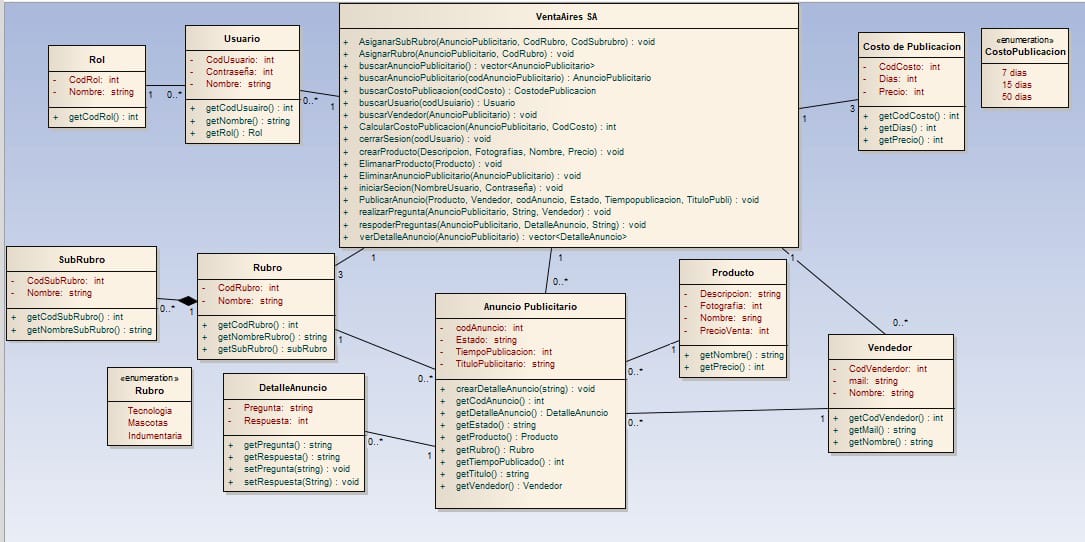 VentaAires SA
+ AsiganarSubRubro(AnuncioPublicitario, CodRubro, CodSubrubro) : void
+ AsignarRubro(AnuncioPublicitario, CodRubro) : void
+ buscarAnuncioPublicitario() : vector<AnuncioPublicitario>
+ buscarAnuncioPublicitario(codAnuncioPublicitario) : AnuncioPublicitario
+ buscarCostoPublicacion(codCosto) : CostodePublicacion
+ buscarUsuario(codUsiuario) : Usuario
+ buscarVendedor(AnuncioPublicitario) : void
+ CalcularCostoPublicacion(AnuncioPublicitario, CodCosto) : int
+ cerrarSesion(codUsuario) : void
+ crearProducto(Descripcion, Fotografias, Nombre, Precio) : void
+ ElimanarProducto(Producto) : void
+ EliminarAnuncioPublicitario(AnuncioPublicitario) : void
+ iniciarSecion(NombreUsuario, Contraseña) : void
+ PublicarAnuncio(Producto, Vendedor, codAnuncio, Estado, Tiempopublicacion, TituloPubli) : void
+ realizarPregunta(AnuncioPublicitario, String, Vendedor) : void
+ respoderPreguntas(AnuncioPublicitario, DetalleAnuncio, String) : void
+ verDetalleAnuncio(AnuncioPublicitario) : vector<DetalleAnuncio>
Rol
- CodRol: int
- Nombre: string
+ getCodRol() : int
1
0..*
Usuario
- CodUsuario: int
- Contraseña: int
- Nombre: string
+ getCodUsuairo() : int
+ getNombre() : string
+ getRol() : Rol
0..*
1
Costo de Publicacion
- CodCosto: int
- Dias: int
- Precio: int
+ getCodCosto() : int
+ getDias() : int
+ getPrecio() : int
1
3
«enumeration»
CostoPublicacion
7 dias
15 dias
50 dias
SubRubro
- CodSubRubro: int
- Nombre: string
+ getCodSubRubro() : int
+ getNombreSubRubro() : string
0..*
1
Rubro
- CodRubro: int
- Nombre: string
+ getCodRubro() : int
+ getNombreRubro() : string
+ getSubRubro() : subRubro
3
1
1
0..*
1
0..*
Anuncio Publicitario
- codAnuncio: int
- Estado: string
- TiempoPublicacion: int
- TituloPublicitario: string
+ crearDetalleAnuncio(string) : void
+ getCodAnuncio() : int
+ getDetalleAnuncio() : DetalleAnuncio
+ getEstado() : string
+ getProducto() : Producto
+ getRubro() : Rubro
+ getTiempoPublicado() : int
+ getTitulo() : string
+ getVendedor() : Vendedor
Producto
- Descripcion: string
- Fotografia: int
- Nombre: sring
- PrecioVenta: int
+ getNombre() : string
+ getPrecio() : int
1
0..*
1
0..*
Vendedor
- CodVenderdor: int
- mail: string
- Nombre: string
+ getCodVendedor() : int
+ getMail() : string
+ getNombre() : string
1
0..*
«enumeration»
Rubro
Tecnologia
Mascotas
Indumentaria
DetalleAnuncio
- Pregunta: string
- Respuesta: int
+ getPregunta() : string
+ getRespuesta() : string
+ setPregunta(string) : void
+ setRespuesta(String) : void
0..*
1